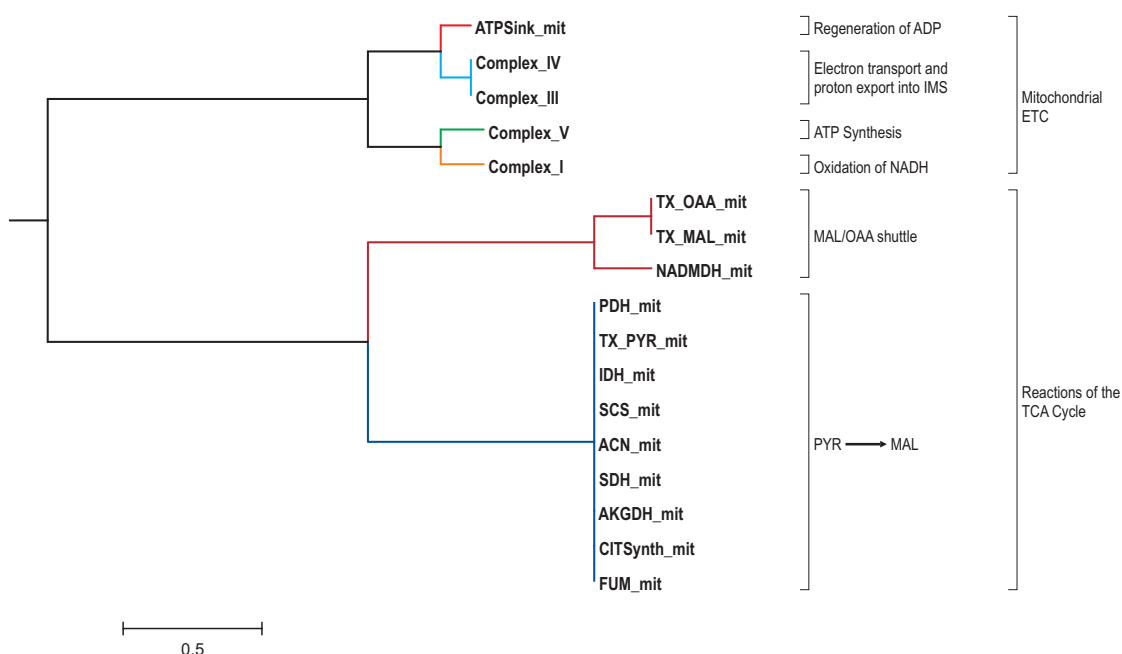 ATPSink_mit
Regeneration of ADP
Complex_IV
Complex_III
Electron transport and
proton export into IMS
Complex_V
ATP Synthesis
Complex_I
Oxidation of NADH
Mitochondrial
ETC
TX_OAA_mit
TX_MAL_mit
NADMDH_mit
MAL/OAA shuttle
PDH_mit
TX_PYR_mit
IDH_mit
SCS_mit
ACN_mit
SDH_mit
AKGDH_mit
CITSynth_mit
FUM_mit
PYR MAL
Reactions of the
TCA Cycle
0.5